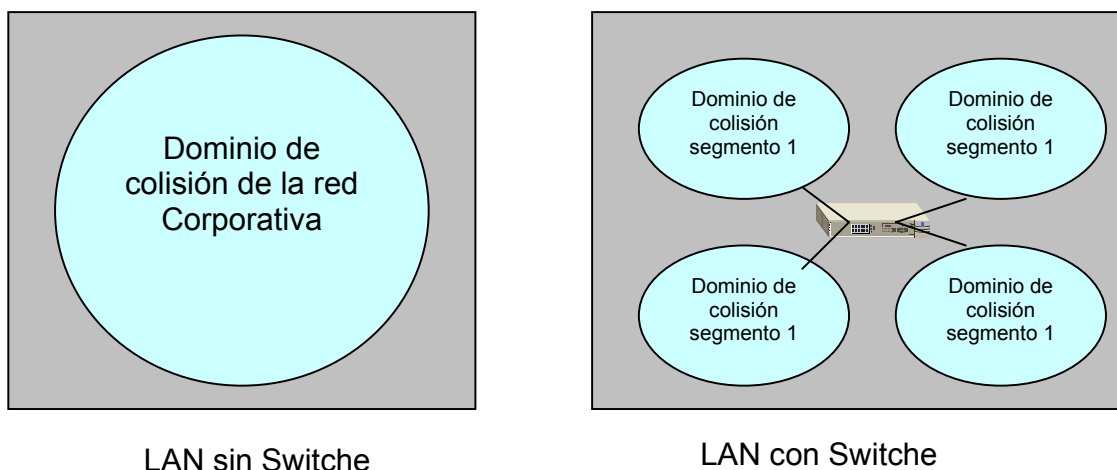 Dominio de
colisión de la red
Corporativa
Dominio de
colisión
segmento 1
Dominio de
colisión
segmento 1
Dominio de
colisión
segmento 1
Dominio de
colisión
segmento 1
LAN sin Switche
LAN con Switche